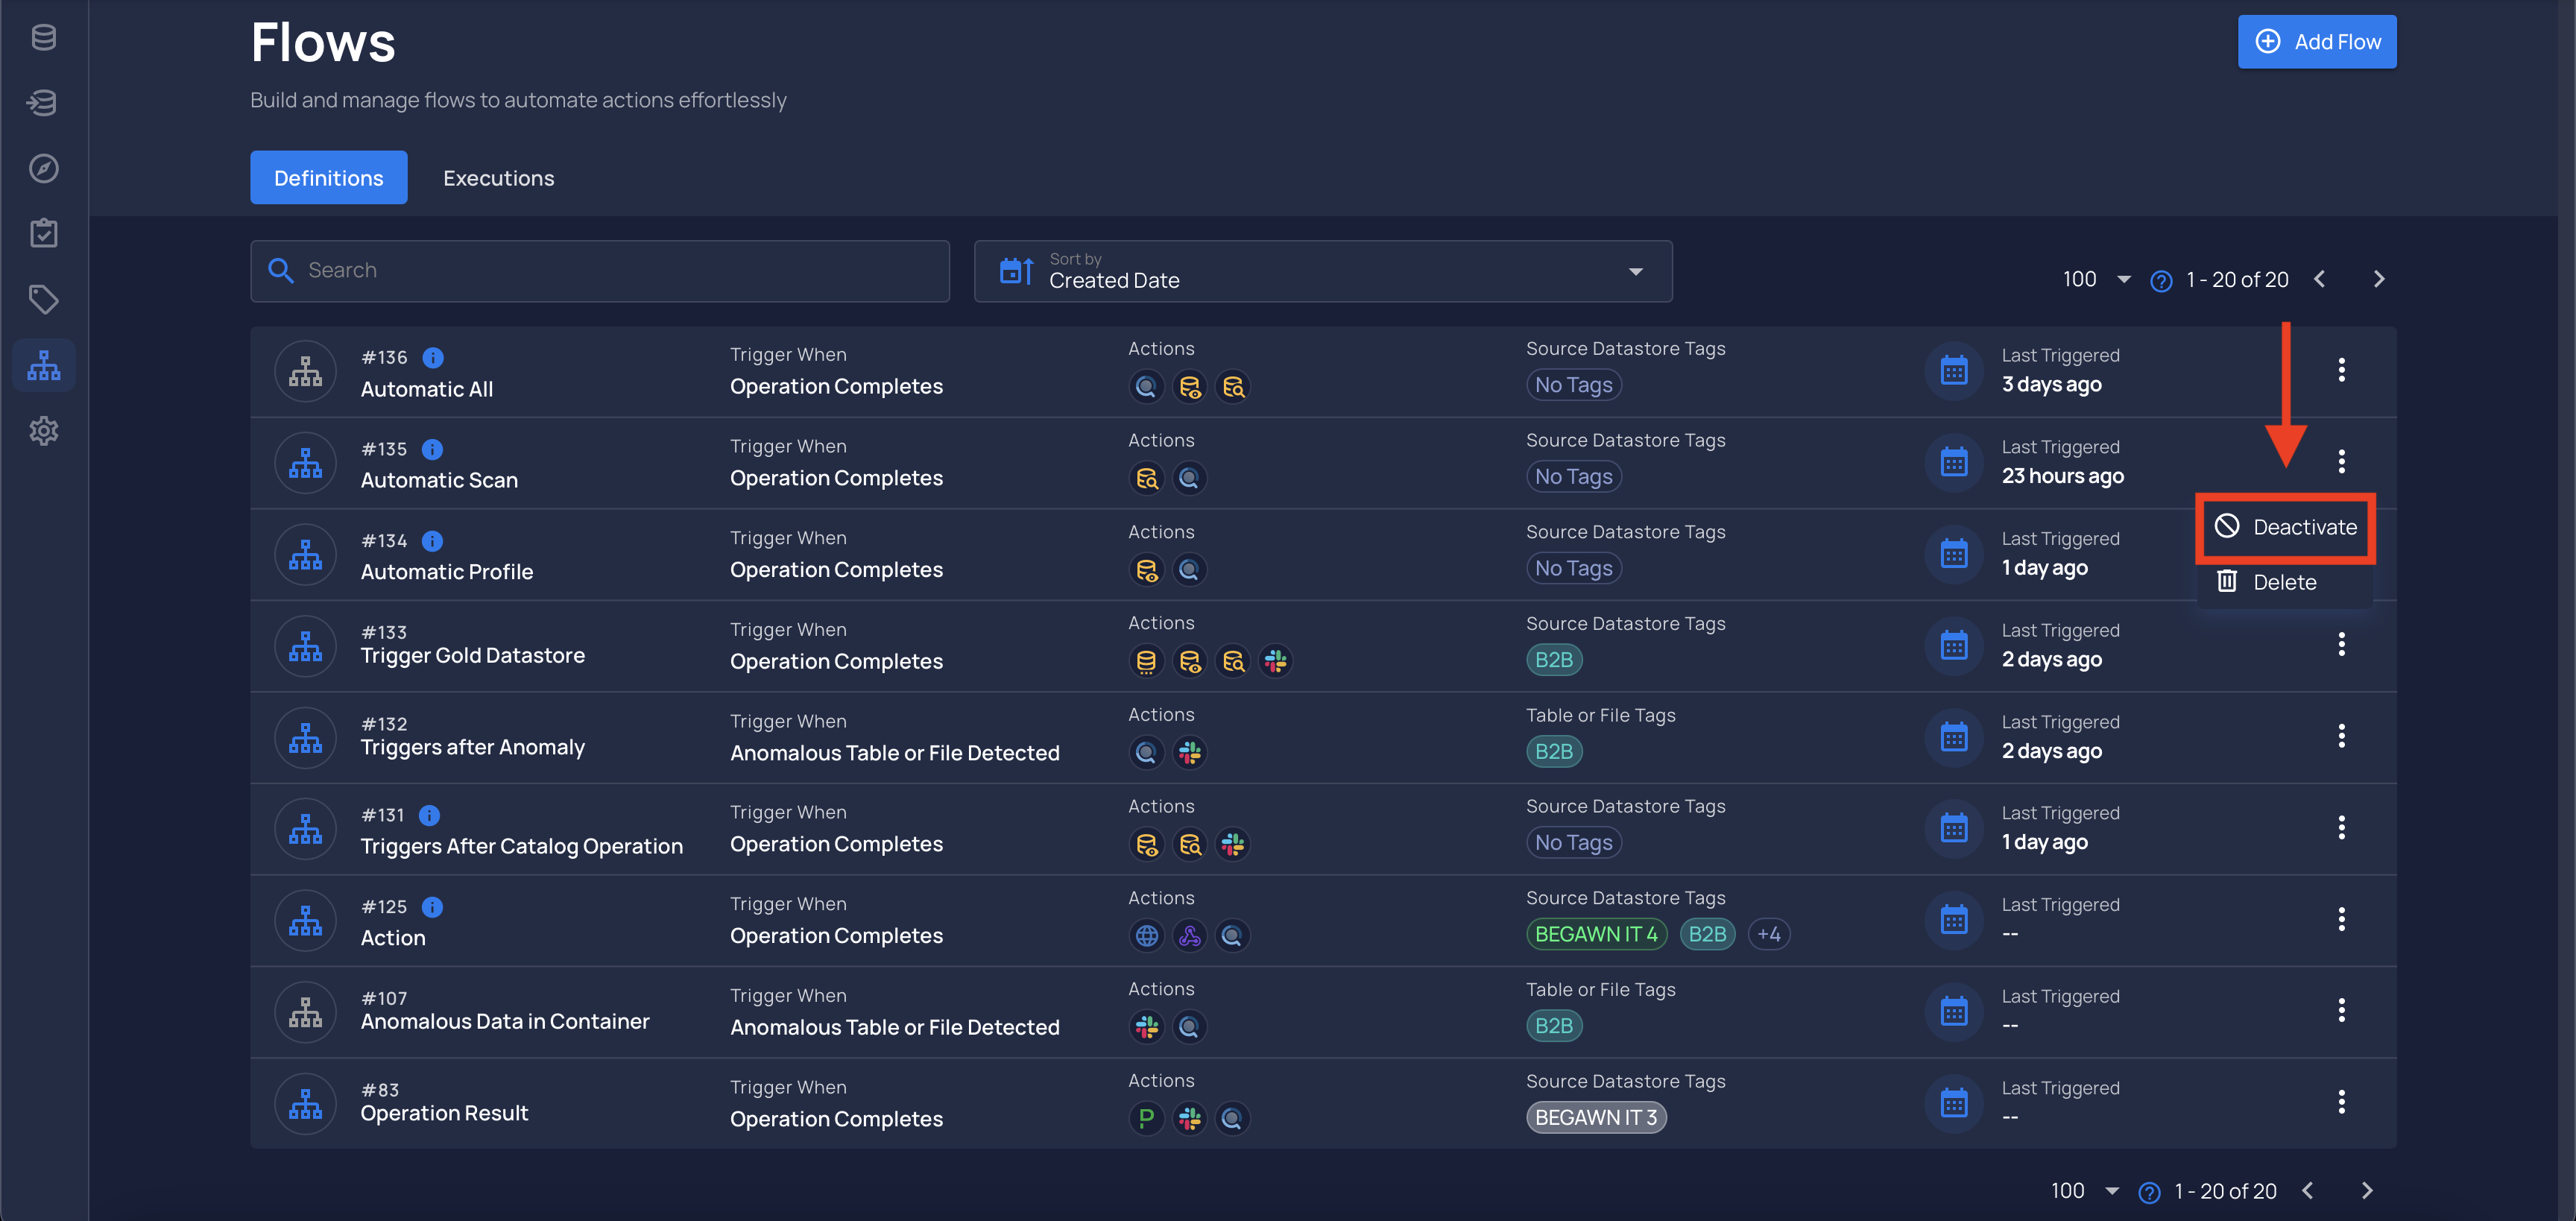 Flows
Add Flow
Build and manage flows to automate actions effortlessly
Definitions Executions
Search
Sort by
Created Date
100 1 - 20 of 20
#136
Automatic All
Trigger When
Operation Completes
Actions
Source Datastore Tags
No Tags
Last Triggered
3 days ago
#135
Automatic Scan
Trigger When
Operation Completes
Actions
Source Datastore Tags
No Tags
Last Triggered
23 hours ago
Deactivate
Delete
#134
Automatic Profile
Trigger When
Operation Completes
Actions
Source Datastore Tags
No Tags
Last Triggered
1 day ago
#133
Trigger Gold Datastore
Trigger When
Operation Completes
Actions
Source Datastore Tags
B2B
Last Triggered
2 days ago
#132
Triggers after Anomaly
Trigger When
Anomalous Table or File Detected
Actions
Table or File Tags
B2B
Last Triggered
2 days ago
#131
Triggers After Catalog Operation
Trigger When
Operation Completes
Actions
Source Datastore Tags
No Tags
Last Triggered
1 day ago
#125
Action
Trigger When
Operation Completes
Actions
Source Datastore Tags
BEGAWN IT 4 B2B +4
Last Triggered
--
#107
Anomalous Data in Container
Trigger When
Anomalous Table or File Detected
Actions
Table or File Tags
B2B
Last Triggered
--
#83
Operation Result
Trigger When
Operation Completes
Actions
Source Datastore Tags
BEGAWN IT 3
Last Triggered
--
100 1 - 20 of 20